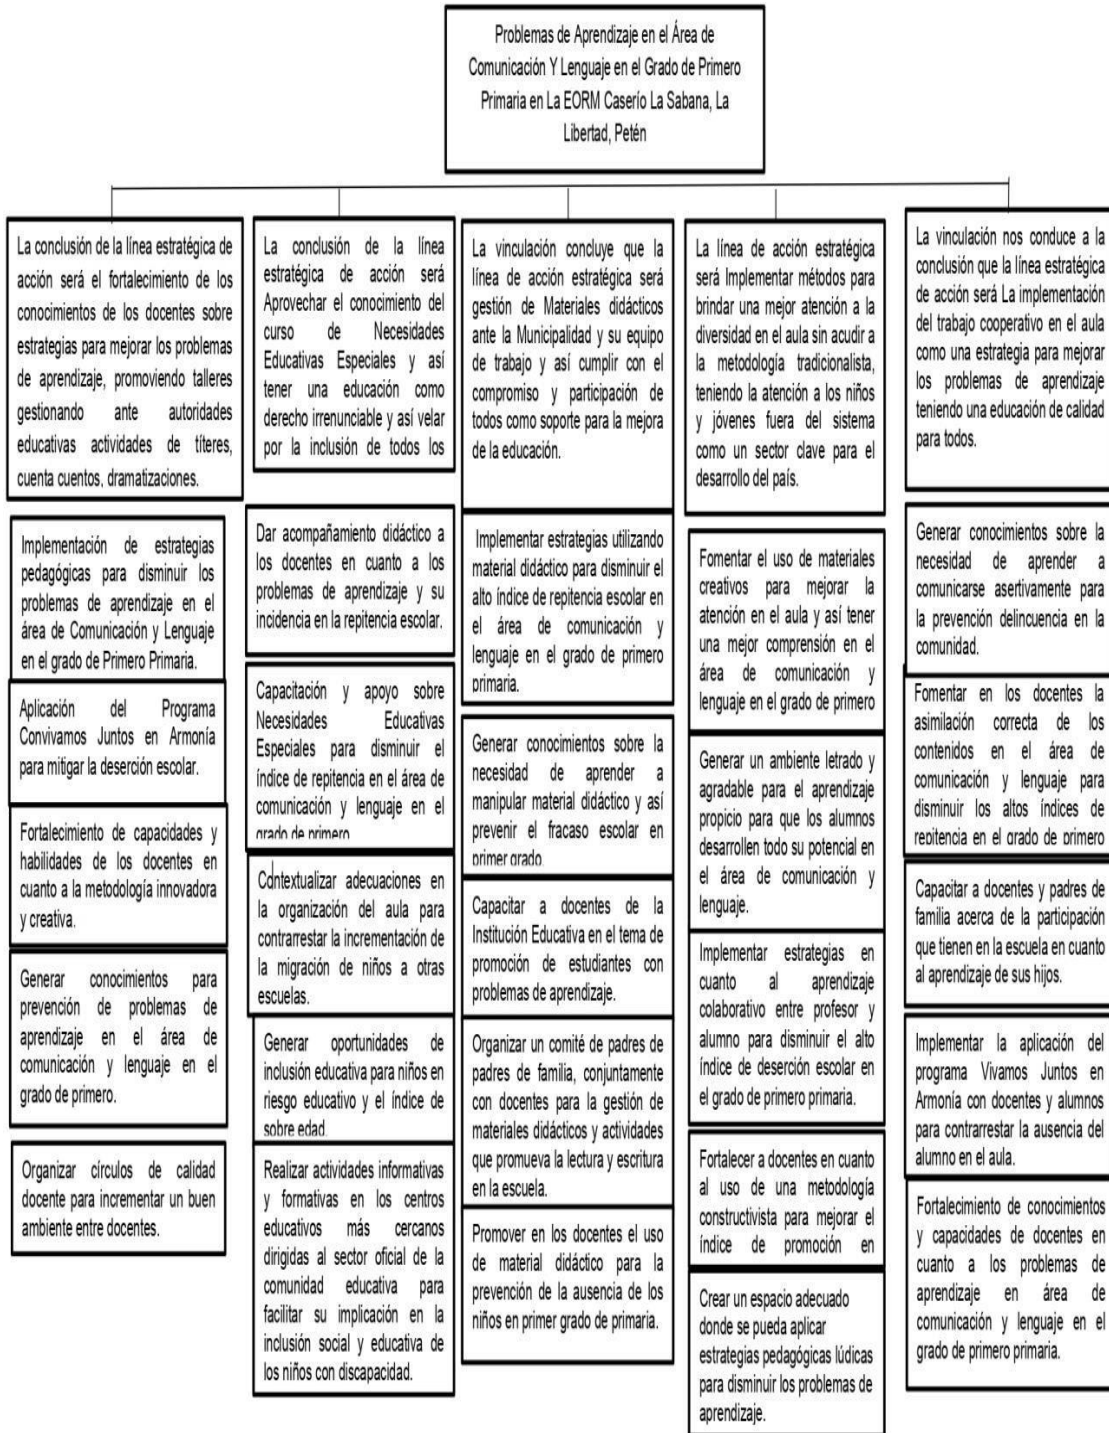 Problemas de Aprendizaje en el Área de
Comunicación Y Lenguaje en el Grado de Primero
Primaria en La EORM Caserío La Sabana, La
Libertad, Petén
La conclusión de la línea estratégica de
acción será el fortalecimiento de los
conocimientos de los docentes sobre
estrategias para mejorar los problemas
de aprendizaje, promoviendo talleres
gestionando ante autoridades
educativas actividades de títeres,
cuenta cuentos, dramatizaciones.
Implementación de estrategias
pedagógicas para disminuir los
problemas de aprendizaje en el
área de Comunicación y Lenguaje
en el grado de Primero Primaria.
Aplicación del Programa
Convivamos Juntos en Armonía
para mitigar la deserción escolar.
Fortalecimiento de capacidades y
habilidades de los docentes en
cuanto a la metodología innovadora
y creativa.
Generar conocimientos para
prevención de problemas de
aprendizaje en el área de
comunicación y lenguaje en el
grado de primero.
Organizar círculos de calidad
docente para incrementar un buen
ambiente entre docentes.
La conclusión de la línea
estratégica de acción será
Aprovechar el conocimiento del
curso de Necesidades
Educativas Especiales y así
tener una educación como
derecho irrenunciable y así velar
por la inclusión de todos los
Dar acompañamiento didáctico a
los docentes en cuanto a los
problemas de aprendizaje y su
incidencia en la repitencia escolar.
Capacitación y apoyo sobre
Necesidades Educativas
Especiales para disminuir el
índice de repitencia en el área de
comunicación y lenguaje en el
grado de primero
Contextualizar adecuaciones en
la organización del aula para
contrarrestar la incrementación de
la migración de niños a otras
escuelas.
Generar oportunidades de
inclusión educativa para niños en
riesgo educativo y el índice de
sobre edad.
Realizar actividades informativas
y formativas en los centros
educativos más cercanos
dirigidas al sector oficial de la
comunidad educativa para
facilitar su implicación en la
inclusión social y educativa de
los niños con discapacidad.
La vinculación concluye que la
línea de acción estratégica será
gestión de Materiales didácticos
ante la Municipalidad y su equipo
de trabajo y así cumplir con el
compromiso y participación de
todos como soporte para la mejora
de la educación.
Implementar estrategias utilizando
material didáctico para disminuir el
alto índice de repitencia escolar en
el área de comunicación y
lenguaje en el grado de primero
primaria.
Generar conocimientos sobre la
necesidad de aprender a
manipular material didáctico y así
prevenir el fracaso escolar en
primer grado.
Capacitar a docentes de la
Institución Educativa en el tema de
promoción de estudiantes con
problemas de aprendizaje.
Organizar un comité de padres de
padres de familia, conjuntamente
con docentes para la gestión de
materiales didácticos y actividades
que promueva la lectura y escritura
en la escuela.
Promover en los docentes el uso
de material didáctico para la
prevención de la ausencia de los
niños en primer grado de primaria.
La línea de acción estratégica
será Implementar métodos para
brindar una mejor atención a la
diversidad en el aula sin acudir a
la metodología tradicionalista,
teniendo la atención a los niños
y jóvenes fuera del sistema
como un sector clave para el
desarrollo del país.
Fomentar el uso de materiales
creativos para mejorar la
atención en el aula y así tener
una mejor comprensión en el
área de comunicación y
lenguaje en el grado de primero
Generar un ambiente letrado y
agradable para el aprendizaje
propicio para que los alumnos
desarrollen todo su potencial en
el área de comunicación y
lenguaje.
Implementar estrategias en
cuanto al aprendizaje
colaborativo entre profesor y
alumno para disminuir el alto
índice de deserción escolar en
el grado de primero primaria.
Fortalecer a docentes en cuanto
al uso de una metodología
constructivista para mejorar el
índice de promoción en
Crear un espacio adecuado
donde se pueda aplicar
estrategias pedagógicas lúdicas
para disminuir los problemas de
aprendizaje.
La vinculación nos conduce a la
conclusión que la línea estratégica
de acción será La implementación
del trabajo cooperativo en el aula
como una estrategia para mejorar
los problemas de aprendizaje
teniendo una educación de calidad
para todos.
Generar conocimientos sobre la
necesidad de aprender a
comunicarse asertivamente para
la prevención delincuencia en la
comunidad.
Fomentar en los docentes la
asimilación correcta de los
contenidos en el área de
comunicación y lenguaje para
disminuir los altos índices de
repitencia en el grado de primero
Capacitar a docentes y padres de
familia acerca de la participación
que tienen en la escuela en cuanto
al aprendizaje de sus hijos.
Implementar la aplicación del
programa Vivamos Juntos en
Armonía con docentes y alumnos
para contrarrestar la ausencia del
alumno en el aula.
Fortalecimiento de conocimientos
y capacidades de docentes en
cuanto a los problemas de
aprendizaje en área de
comunicación y lenguaje en el
grado de primero primaria.